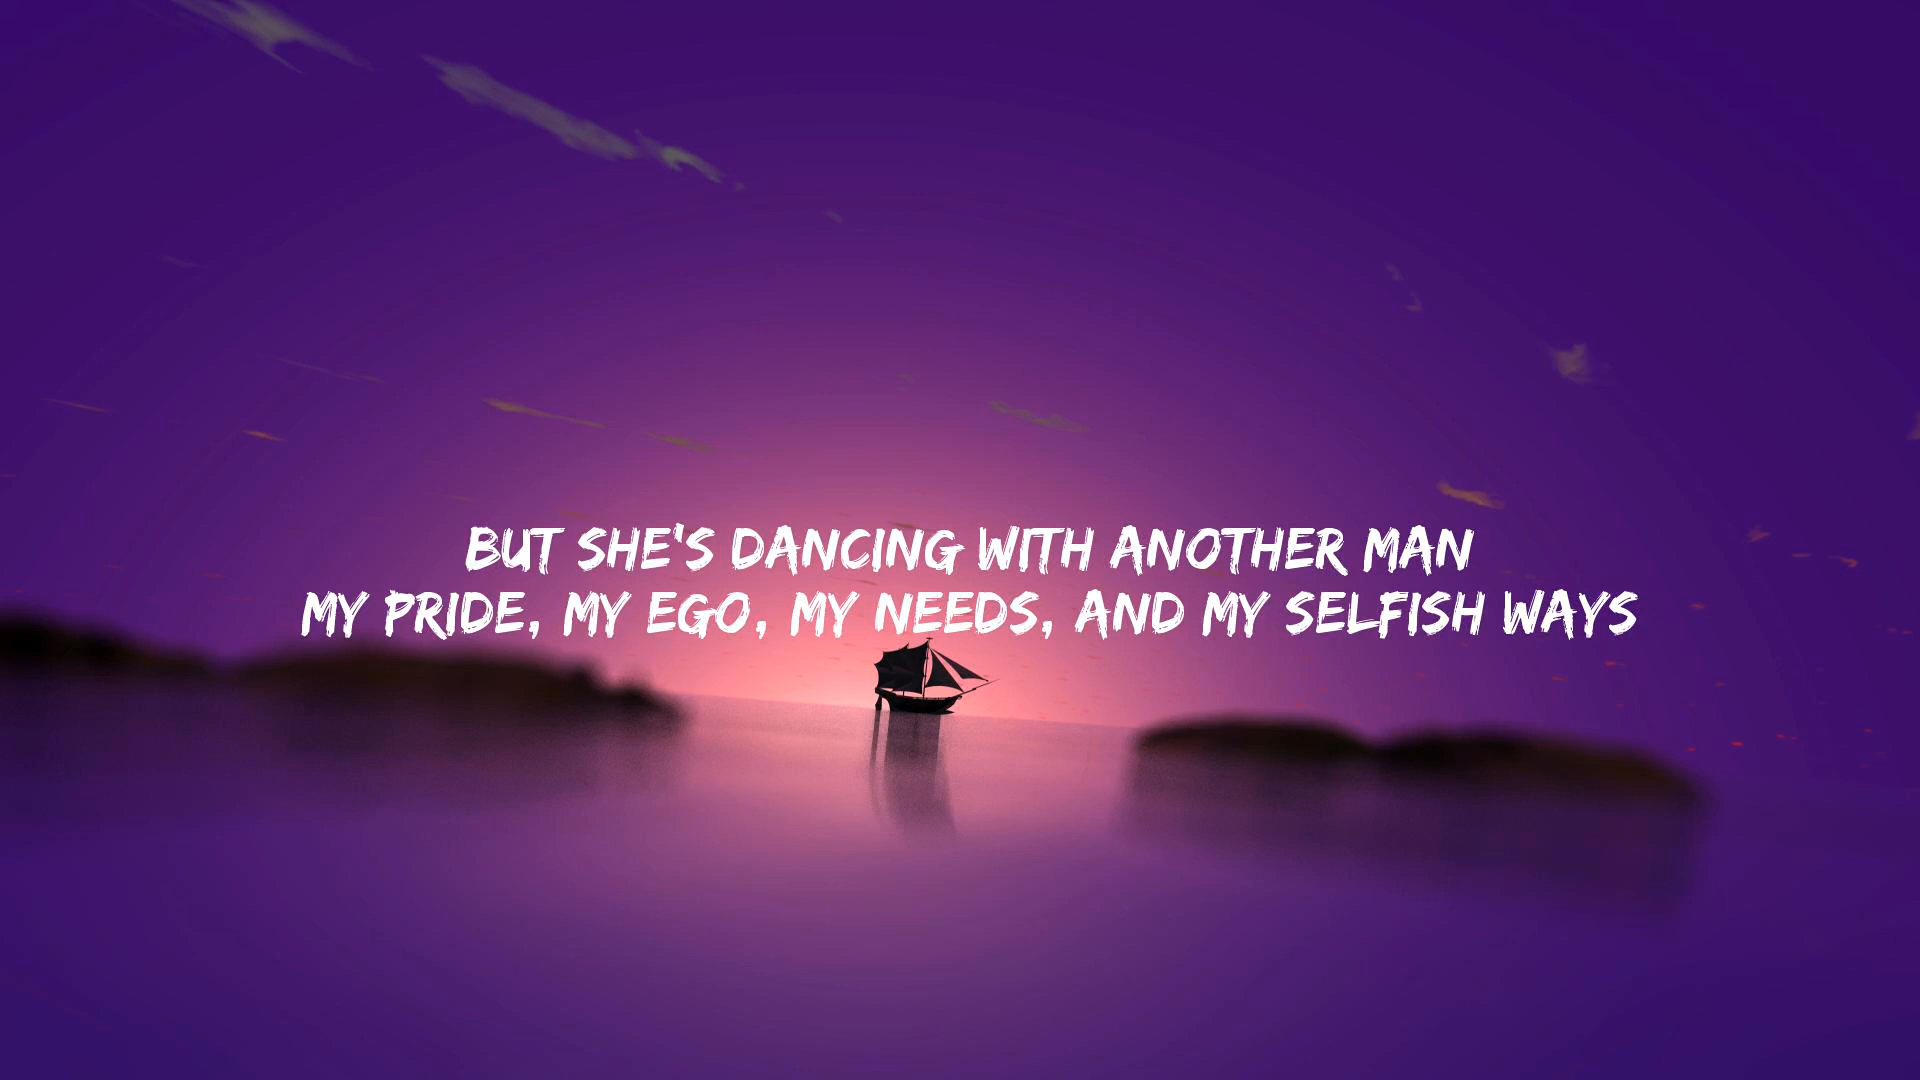 BUT SHE'S DANCING WITH ANOTHER MAN
MY PRIDE, MY EGO, MY NEEDS, AND MY SELFISH WAYS